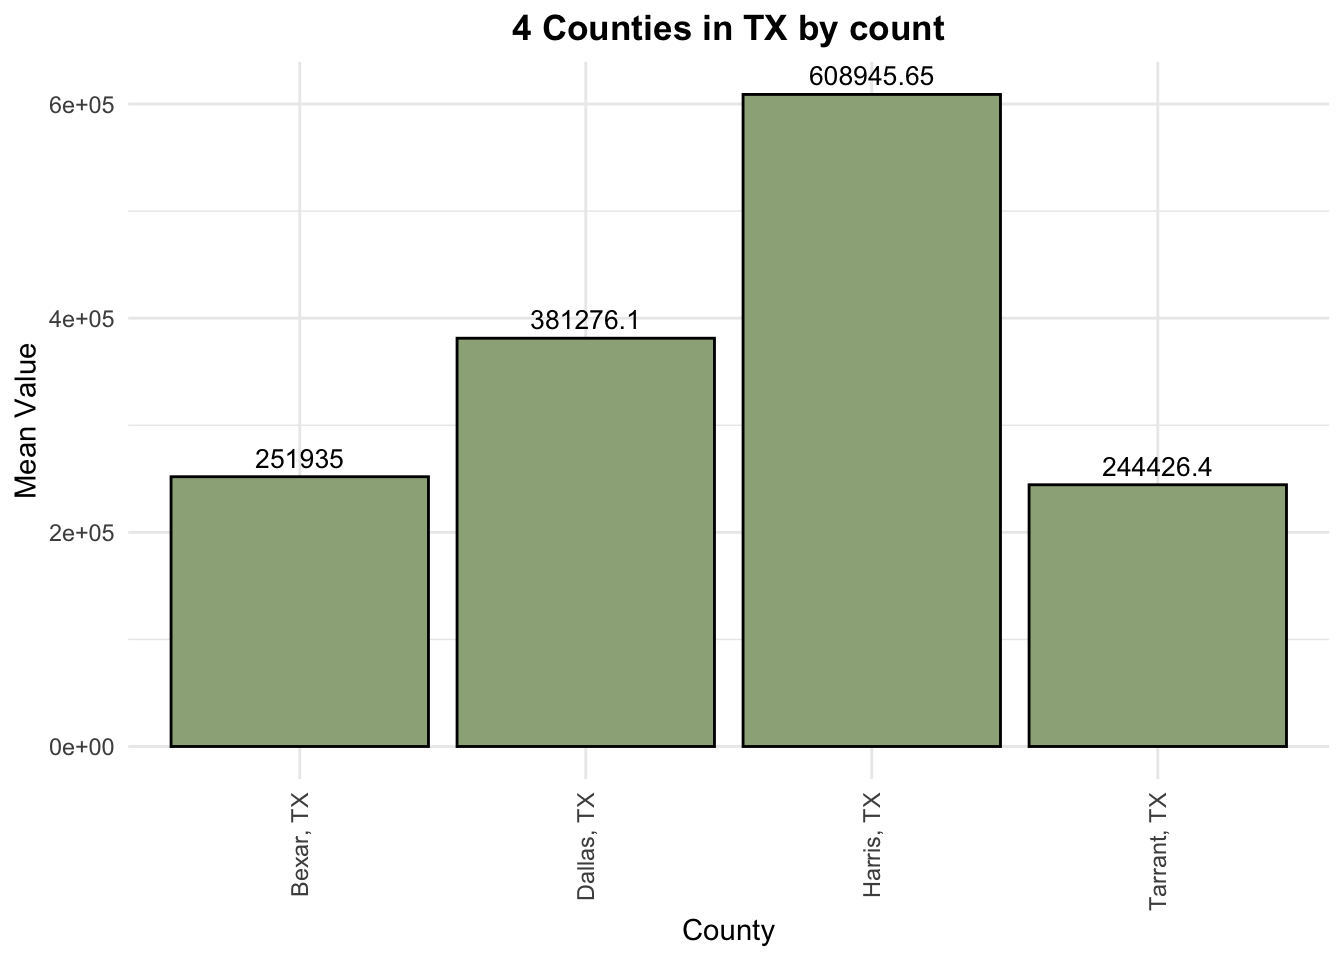 4 Counties in TX by count
Mean Value
6e+05
4e+05
2e+05
0e+00
251935
381276.1
608945.65
244426.4
Bexar, TX
Dallas, TX
Harris, TX
Tarrant, TX
County